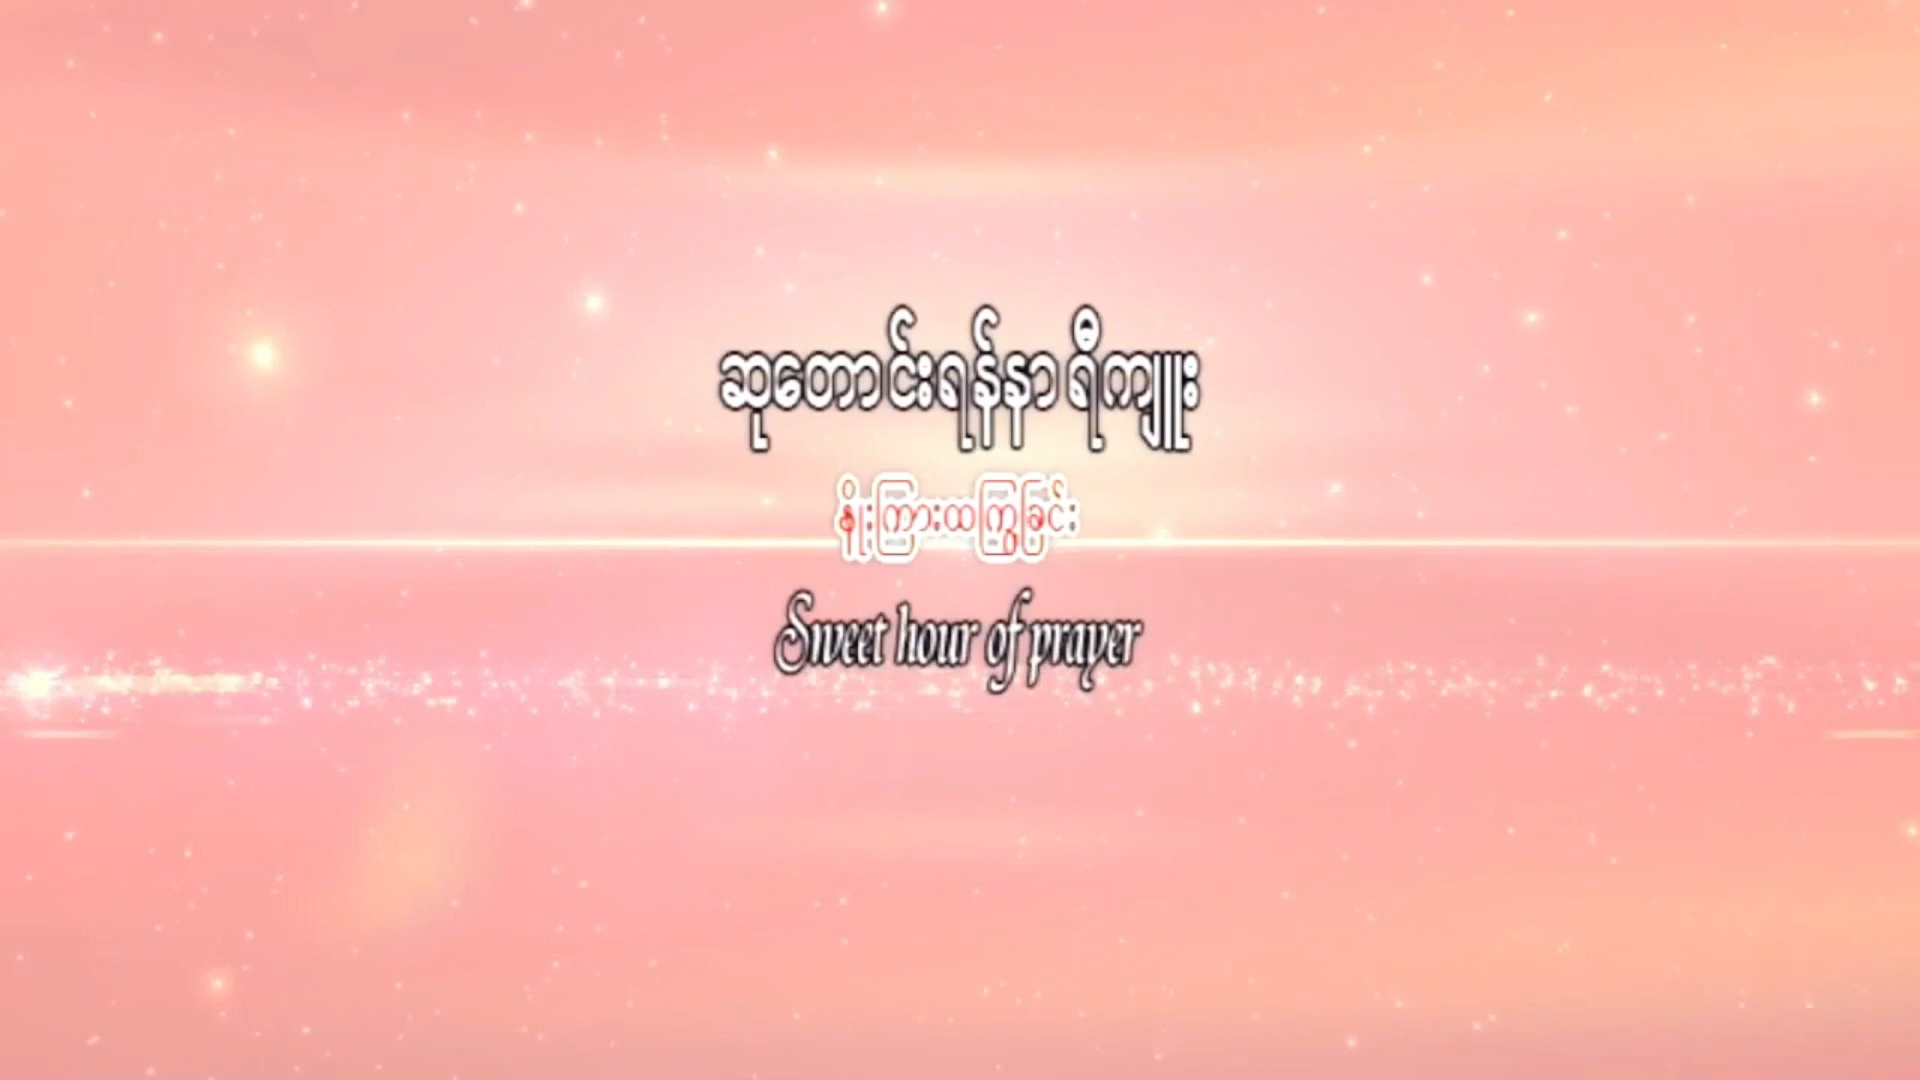 ဆုတောင်းရန်နာရီကျူး
နိုးကြားထကြွခြင်း
Sweet hour of prayer